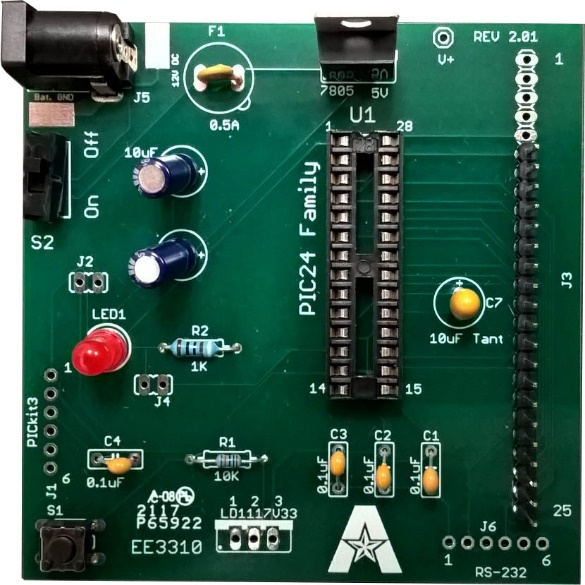 F1
REV 2.01
1
V+
12V DC
Bat. GND
J5
7805 5V
0.5A
U1
1 28
Off
10uF
On
PIC24 Family
S2
J2
J3
C7
10uF Tant
LED1
R2
1K
1
J4
14 15
PICkit3
C4
R1
C3 C2 C1
0.1uF
10K
0.1uF 0.1uF 0.1uF
6
J1
S1
A-08
2117
P65922
EE3310
1 2 3
LD1117V33
25
J6
1 6
RS-232